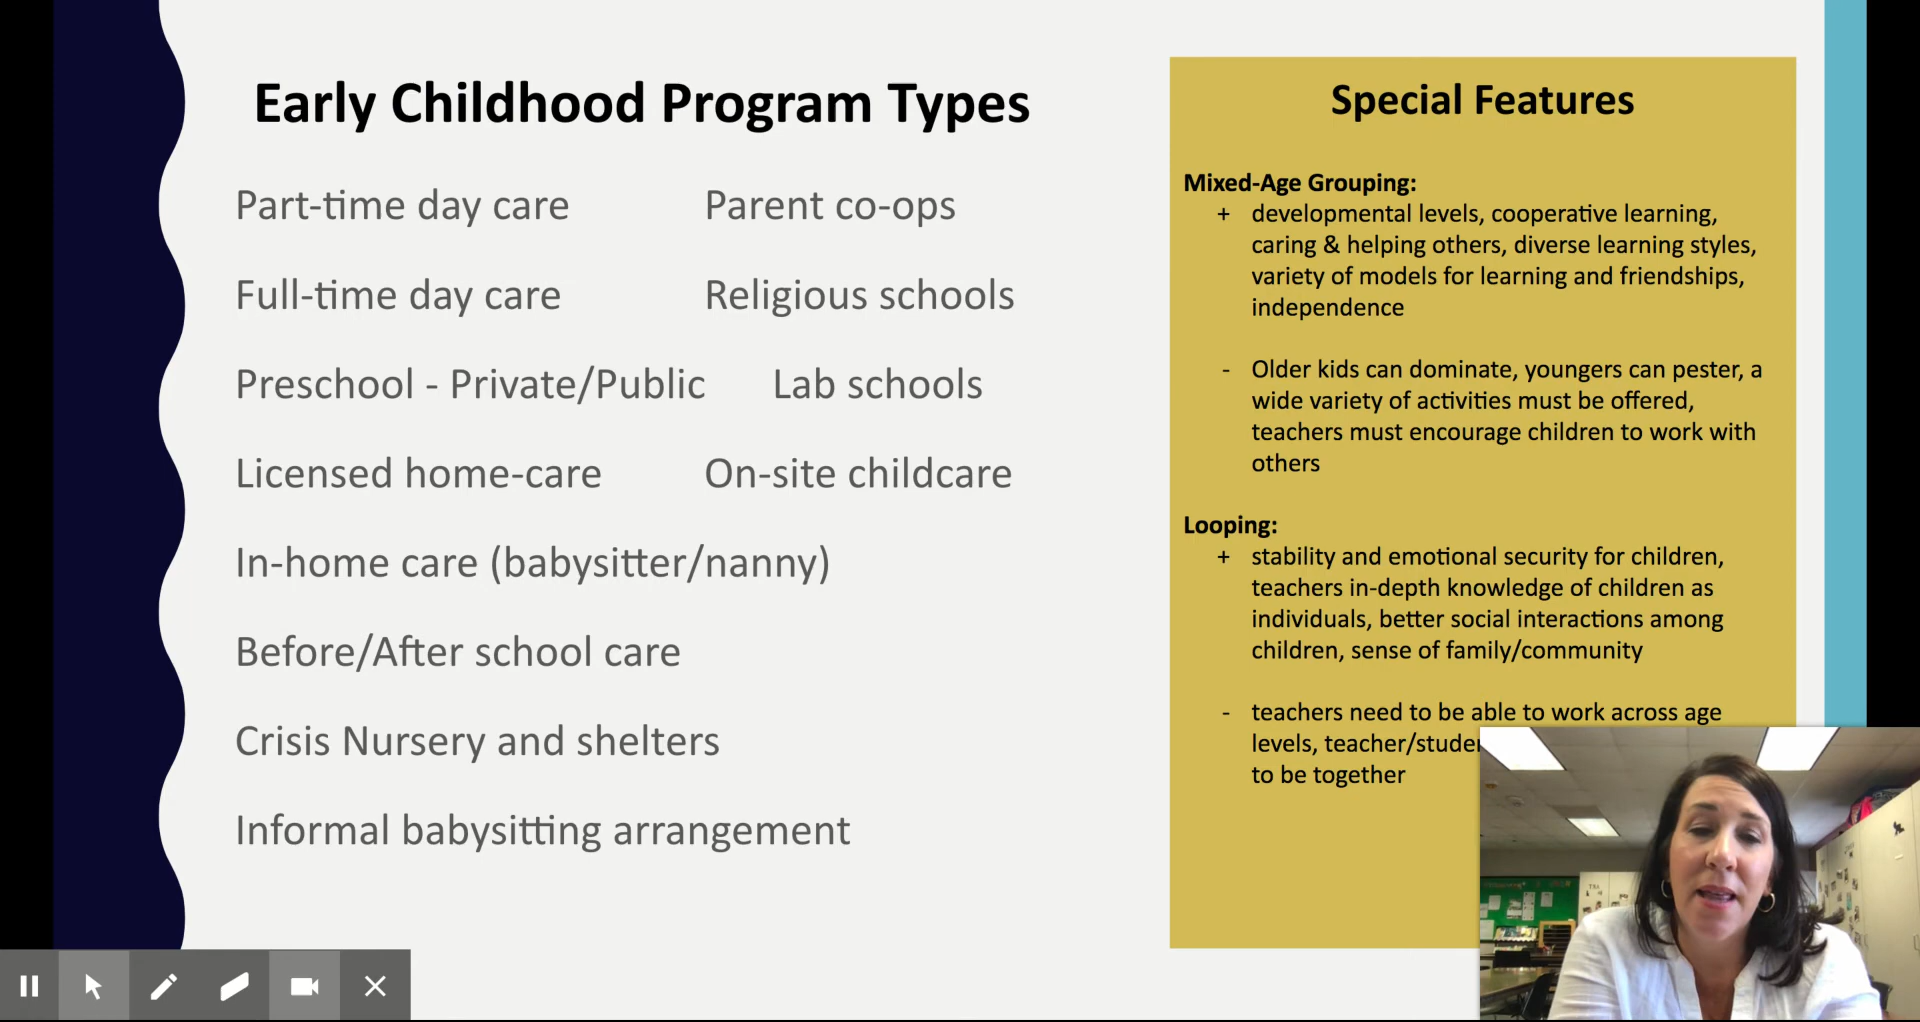 Early Childhood Program Types
Part-time day care Parent co-ops
Full-time day care Religious schools
Preschool - Private/Public Lab schools
Licensed home-care On-site childcare
In-home care (babysitter/nanny)
Before/After school care
Crisis Nursery and shelters
Informal babysitting arrangement
Special Features
Mixed-Age Grouping:
+ developmental levels, cooperative learning,
caring & helping others, diverse learning styles,
variety of models for learning and friendships,
independence
- Older kids can dominate, youngers can pester, a
wide variety of activities must be offered,
teachers must encourage children to work with
others
Looping:
+ stability and emotional security for children,
teachers in-depth knowledge of children as
individuals, better social interactions among
children, sense of family/community
- teachers need to be able to work across age
levels,
to be together